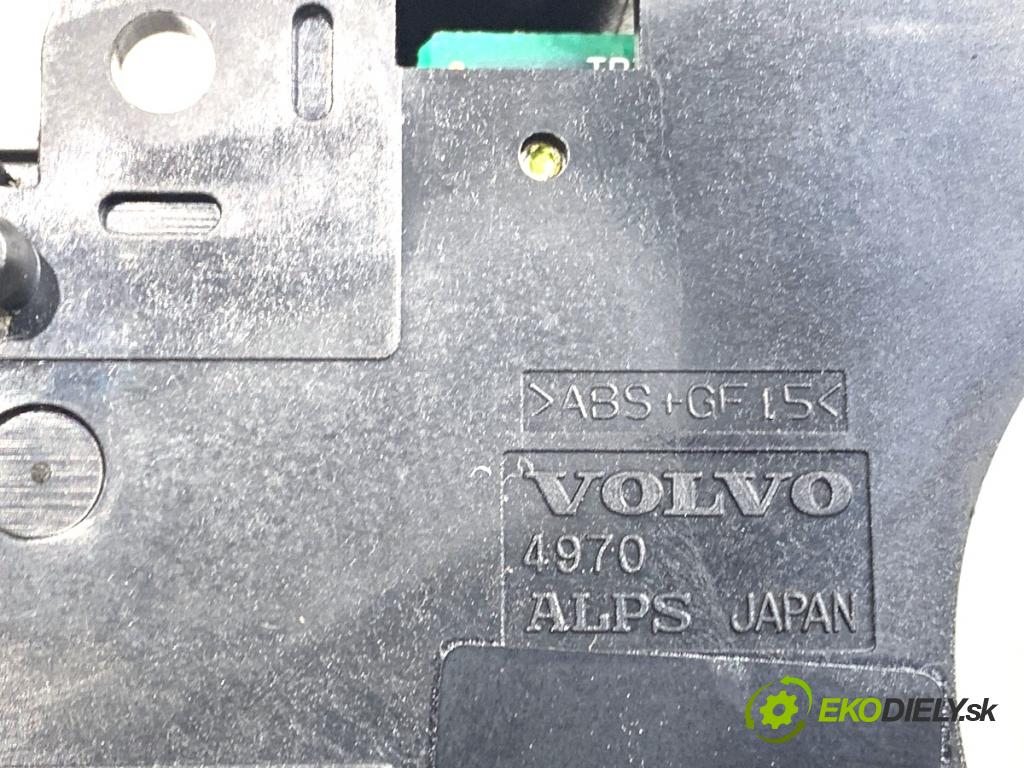 >ABS+GF15<
VOLVO
4970
ALPS JAPAN
EKODIELY.sk